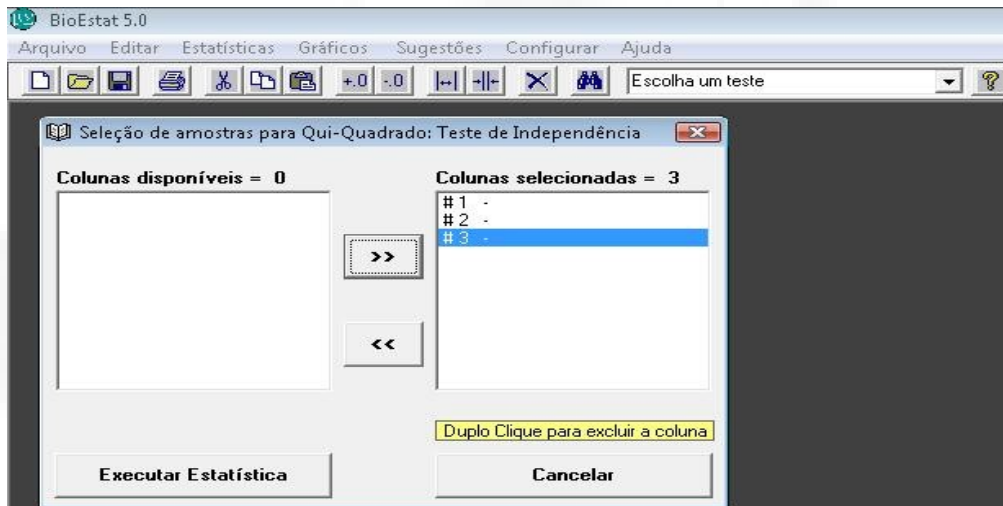 BioEstat 5.0
Arquivo Editar Estatísticas Gráficos Sugestões Configurar Ajuda
+.0 -.0 Escolha um teste ?
Seleção de amostras para Qui-Quadrado: Teste de Independência
Colunas disponíveis = 0 Colunas selecionadas = 3
# 1 -
# 2 -
# 3 -
>>
<<
Duplo Clique para excluir a coluna
Executar Estatística Cancelar